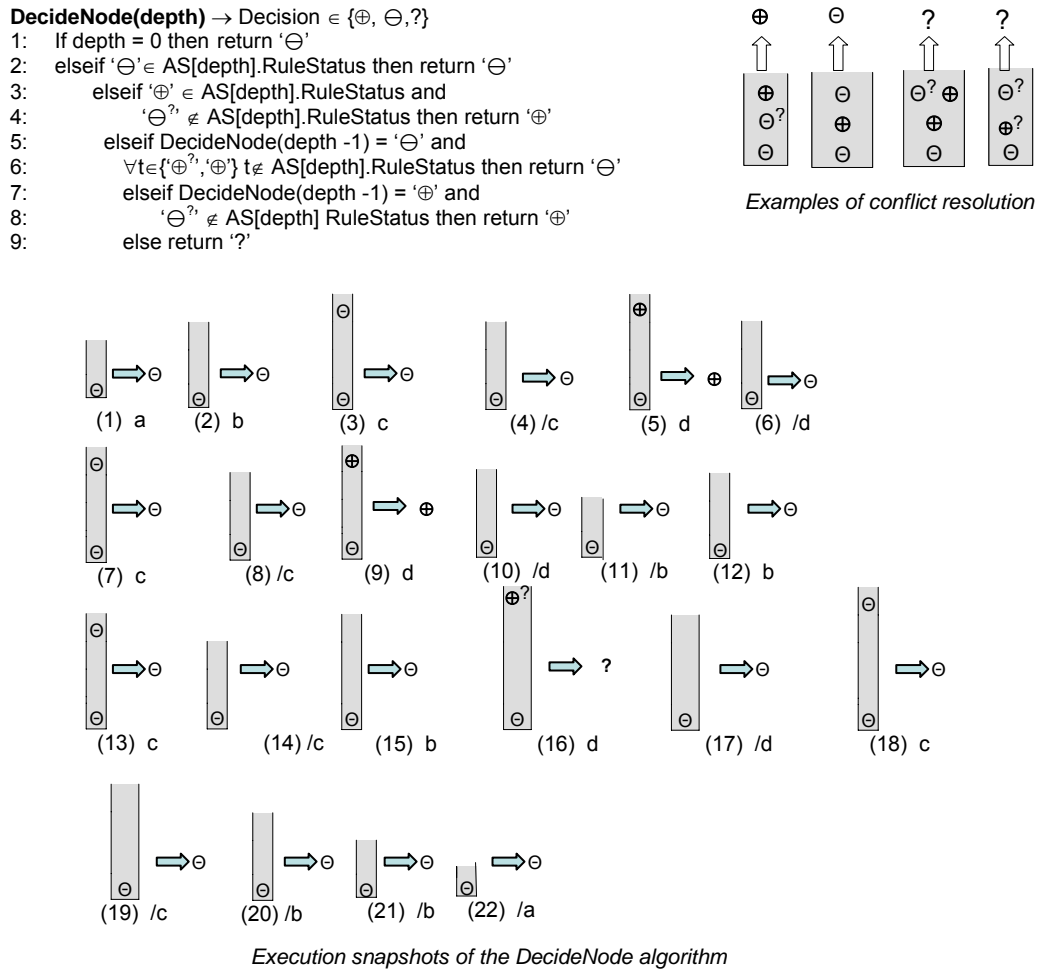 DecideNode(depth) → Decision ∈ {⊕, ⊖,?}
1: If depth = 0 then return ‘⊖’
2: elseif ‘⊖’∈ AS[depth].RuleStatus then return ‘⊖’
3: elseif ‘⊕’ ∈ AS[depth].RuleStatus and
4: ‘⊖?’ ∉ AS[depth].RuleStatus then return ‘⊕’
5: elseif DecideNode(depth -1) = ‘⊖’ and
6: ∀t∈{‘⊕?’,‘⊕’} t∉ AS[depth].RuleStatus then return ‘⊖’
7: elseif DecideNode(depth -1) = ‘⊕’ and
8: ‘⊖?’ ∉ AS[depth] RuleStatus then return ‘⊕’
9: else return ‘?’
⊕ ⊖ ? ?
⊕ ⊖ ⊖? ⊕ ⊖?
⊖? ⊕ ⊕ ⊕?
⊖ ⊖ ⊖ ⊖
Examples of conflict resolution
⊖ ⊕
⊖ ⊖ ⊖ ⊖ ⊕ ⊖
⊖ ⊖ ⊖ ⊖ ⊖ ⊖
(1) a (2) b (3) c (4) /c (5) d (6) /d
⊖ ⊕
⊖ ⊖ ⊕ ⊖ ⊖ ⊖
⊖ ⊖ ⊖ ⊖ ⊖ ⊖
(7) c (8) /c (9) d (10) /d (11) /b (12) b
⊖ ⊕? ⊖
⊖ ⊖ ⊖ ? ⊖ ⊖
⊖ ⊖ ⊖ ⊖ ⊖ ⊖
(13) c (14) /c (15) b (16) d (17) /d (18) c
⊖ ⊖ ⊖ ⊖
⊖ ⊖ ⊖ ⊖
(19) /c (20) /b (21) /b (22) /a
Execution snapshots of the DecideNode algorithm